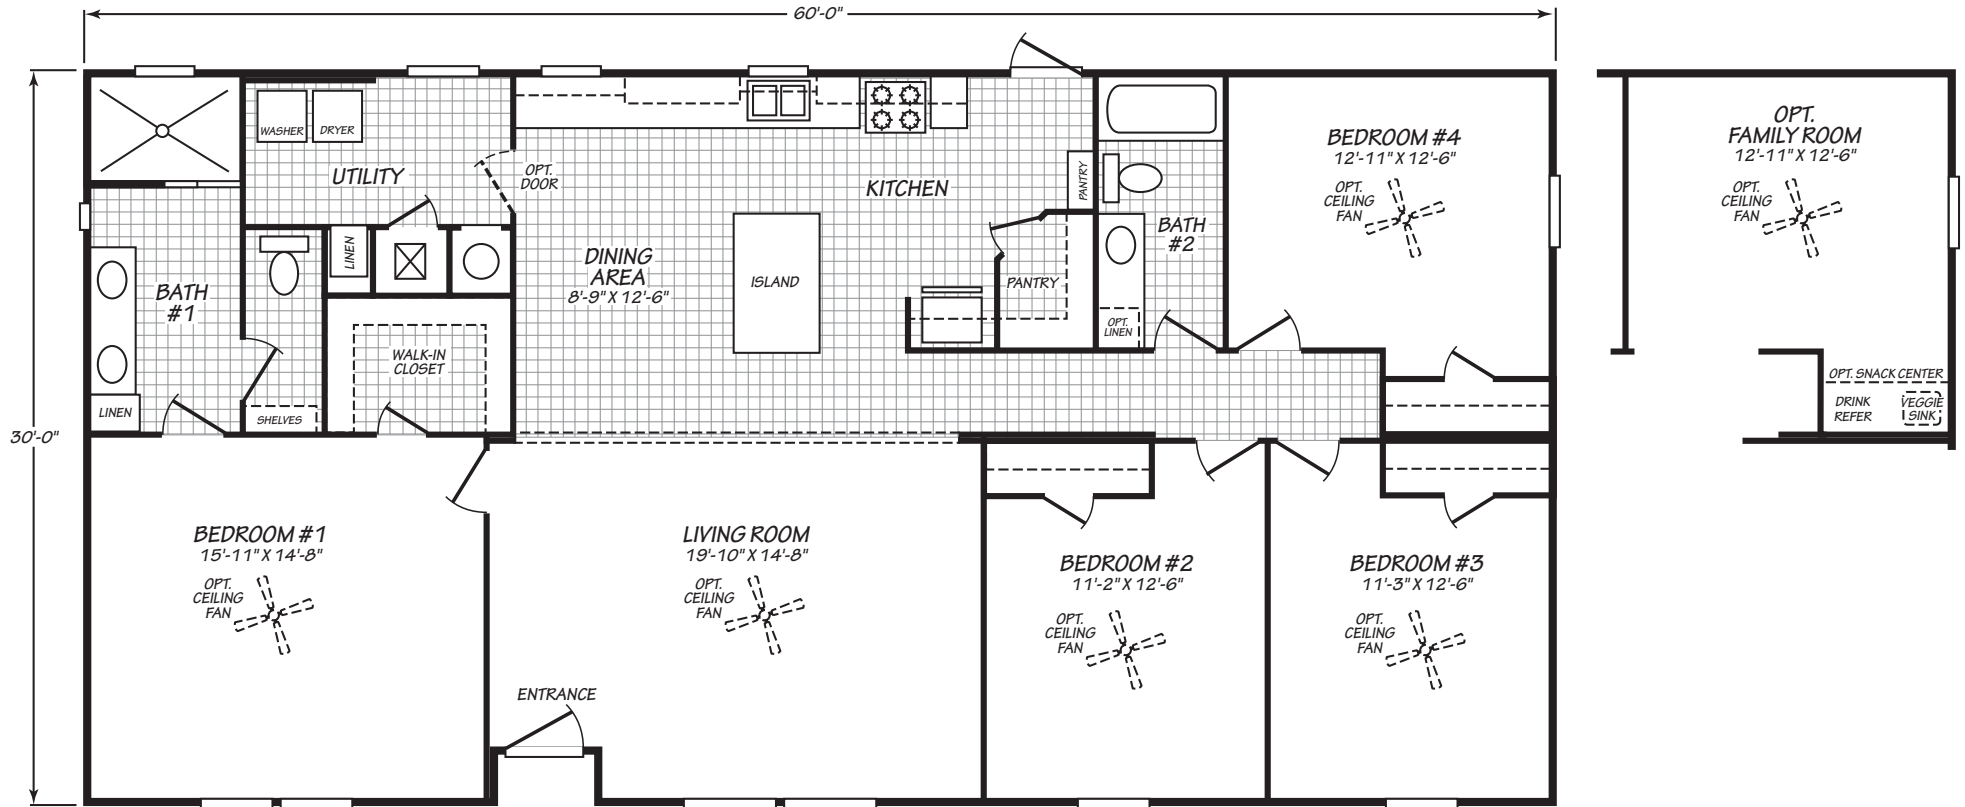 60'-0"
30'-0"
WASHER
DRYER
UTILITY
OPT.
DOOR
KITCHEN
PANTRY
BEDROOM #4
12'-11" X 12'-6"
OPT.
CEILING
FAN
OPT.
FAMILY ROOM
12'-11" X 12'-6"
OPT.
CEILING
FAN
BATH
#1
LINEN
DINING
AREA
8'-9" X 12'-6"
ISLAND
PANTRY
BATH
#2
OPT.
LINEN
WALK-IN
CLOSET
LINEN
SHELVES
OPT. SNACK CENTER
DRINK
REFER
VEGGIE
SINK
BEDROOM #1
15'-11" X 14'-8"
OPT.
CEILING
FAN
LIVING ROOM
19'-10" X 14'-8"
OPT.
CEILING
FAN
BEDROOM #2
11'-2" X 12'-6"
OPT.
CEILING
FAN
BEDROOM #3
11'-3" X 12'-6"
OPT.
CEILING
FAN
ENTRANCE